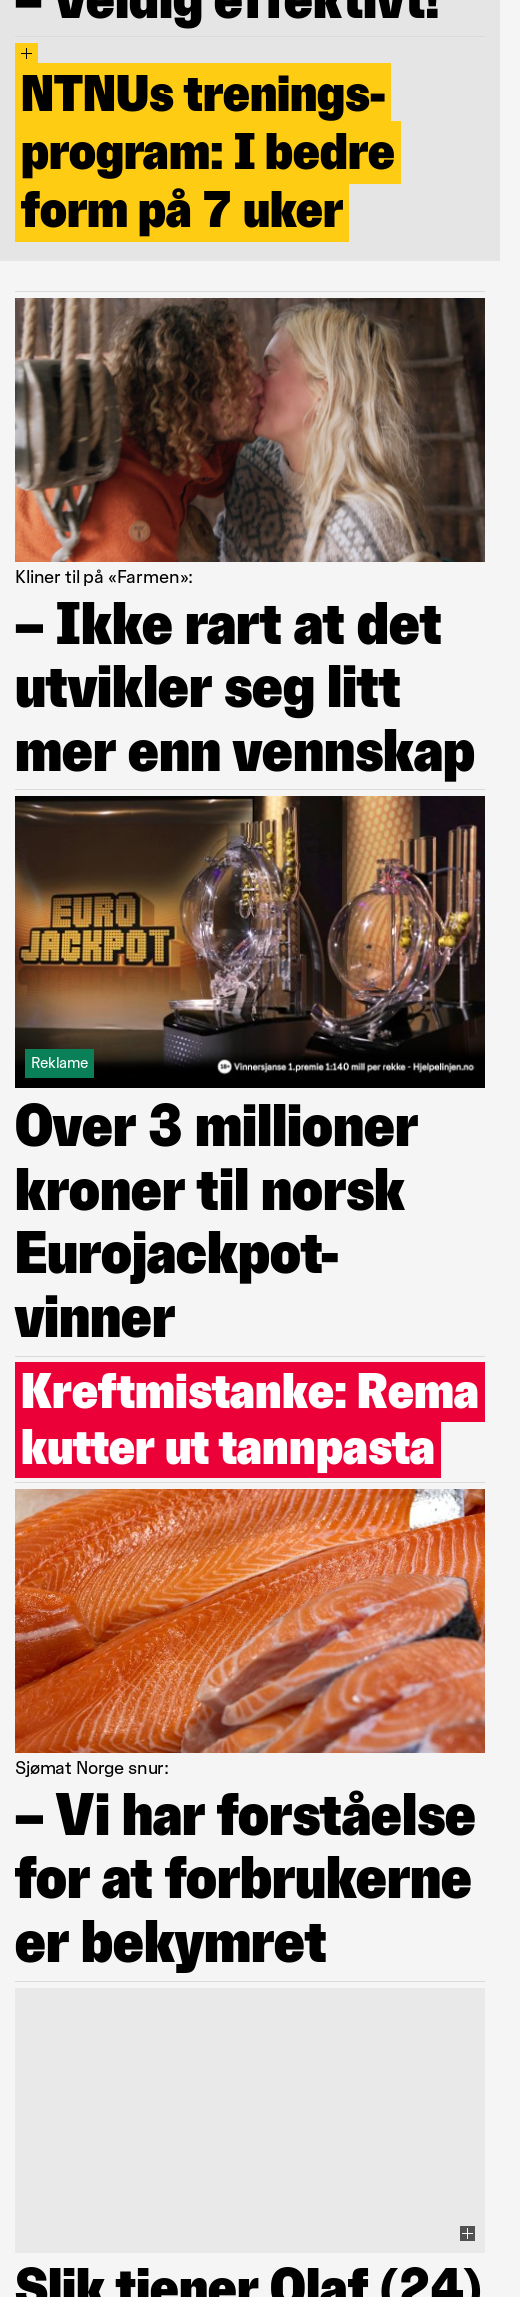 – veldig effektivt!
NTNUs trenings-
program: I bedre
form på 7 uker
Kliner til på «Farmen»:
– Ikke rart at det
utvikler seg litt
mer enn vennskap
EURO
JACKPOT
Reklame
18+ Vinnersjanse 1.premie 1:140 mill per rekke - Hjelpelinjen.no
Over 3 millioner
kroner til norsk
Eurojackpot-
vinner
Kreftmistanke: Rema
kutter ut tannpasta
Sjømat Norge snur:
– Vi har forståelse
for at forbrukerne
er bekymret
Slik tjener Olaf (24)